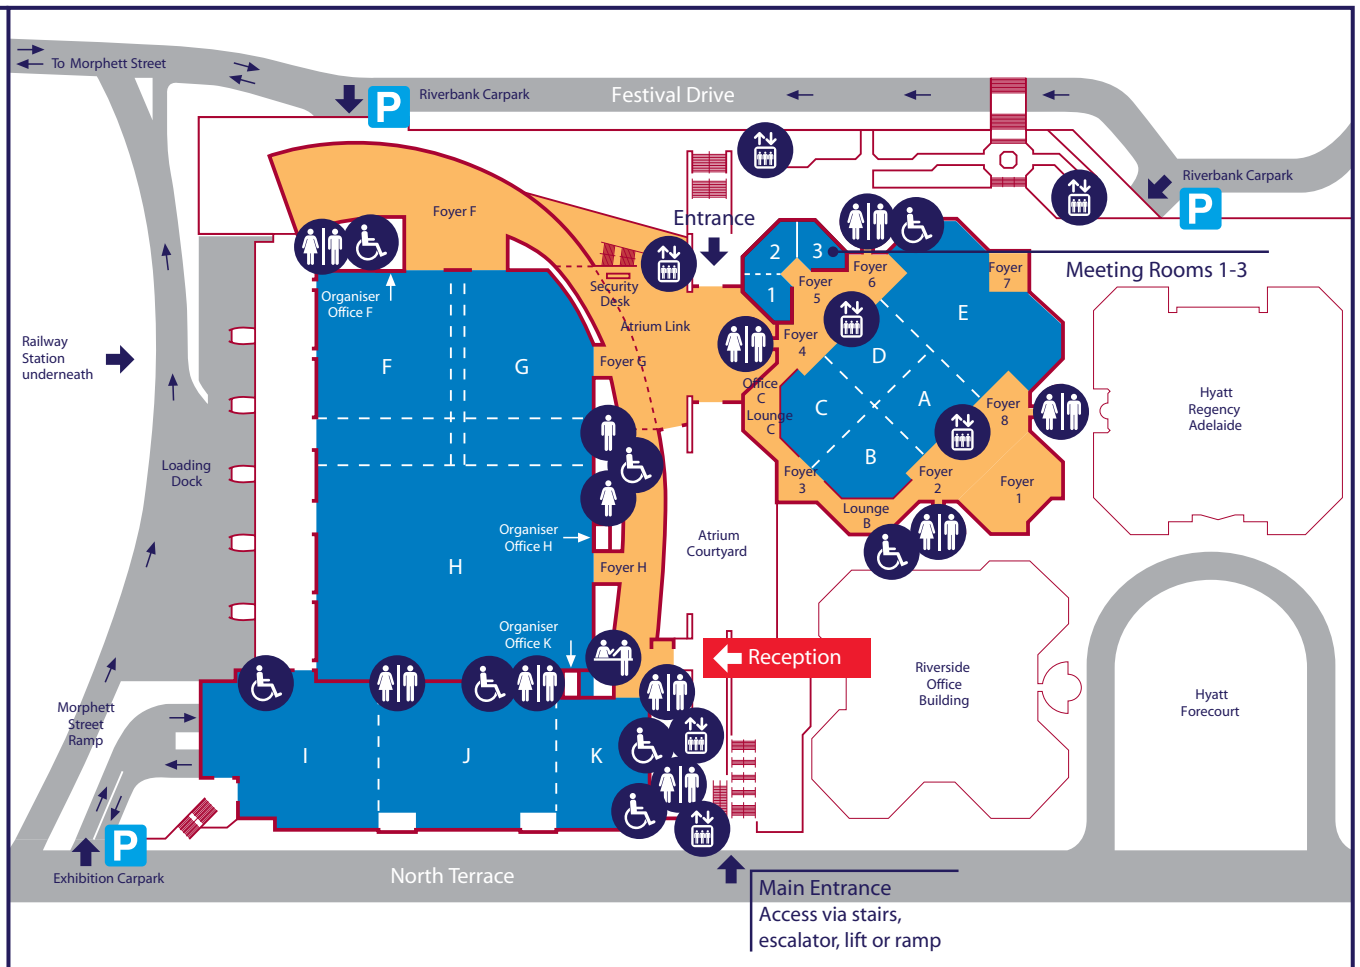 To Morphett Street
P
Riverbank Carpark
Festival Drive
Riverbank Carpark
P
Foyer F
Entrance
2
3
1
Foyer
5
Foyer
6
Foyer
7
Meeting Rooms 1-3
Organiser
Office F
Security
Desk
Atrium Link
Foyer
4
E
D
Railway
Station
underneath
F
G
Foyer G
Office
C
Lounge
C
C
A
Foyer
8
Hyatt
Regency
Adelaide
Loading
Dock
B
Foyer
3
Foyer
2
Foyer
1
Lounge
B
Organiser
Office H
Atrium
Courtyard
H
Foyer H
Organiser
Office K
Reception
Riverside
Office
Building
Hyatt
Forecourt
Morphett
Street
Ramp
I
J
K
P
Exhibition Carpark
North Terrace
Main Entrance
Access via stairs,
escalator, lift or ramp